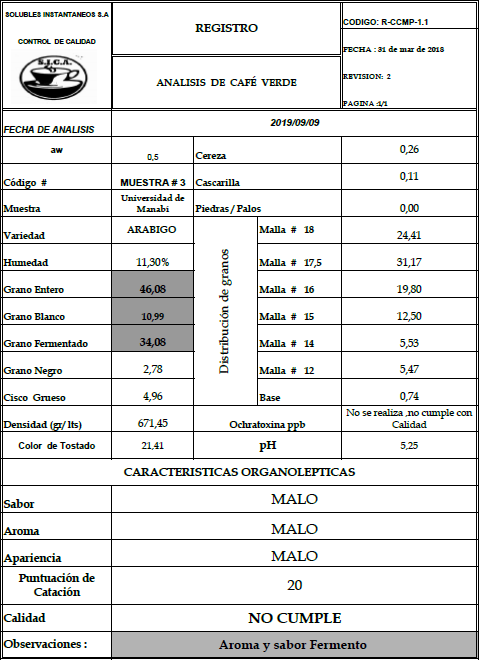 SOLUBLES INSTANTANEOS S.A
CONTROL DE CALIDAD
S.I.C.A.
REGISTRO
ANALISIS DE CAFÉ VERDE
CODIGO: R-CCMP-1.1
FECHA : 31 de mar de 2018
REVISION: 2
PAGINA :1/1
FECHA DE ANALISIS 2019/09/09
aw 0,5 Cereza 0,26
Código # MUESTRA # 3 Cascarilla 0,11
Muestra Universidad de Manabi Piedras / Palos 0,00
Variedad ARABIGO Distribución de granos Malla # 18 24,41
Humedad 11,30% Malla # 17,5 31,17
Grano Entero 46,08 Malla # 16 19,80
Grano Blanco 10,99 Malla # 15 12,50
Grano Fermentado 34,08 Malla # 14 5,53
Grano Negro 2,78 Malla # 12 5,47
Cisco Grueso 4,96 Base 0,74
Densidad (gr/ lts) 671,45 Ochratoxina ppb No se realiza ,no cumple con Calidad
Color de Tostado 21,41 pH 5,25
CARACTERISTICAS ORGANOLEPTICAS
Sabor MALO
Aroma MALO
Apariencia MALO
Puntuación de Catación 20
Calidad NO CUMPLE
Observaciones : Aroma y sabor Fermento